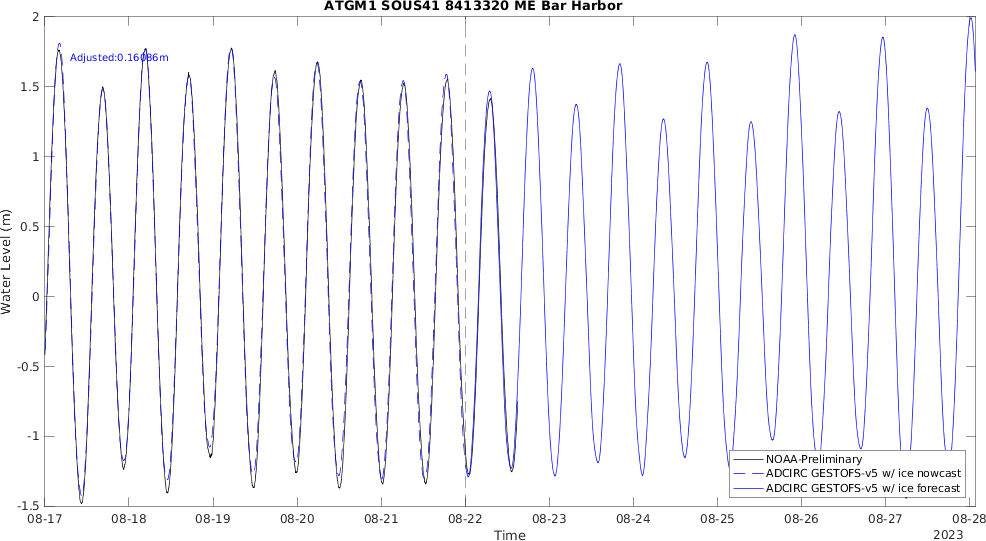 ATGM1 SOUS41 8413320 ME Bar Harbor
Adjusted:0.16086m
Water Level (m)
2
1.5
1
0.5
0
-0.5
-1
-1.5
08-17 08-18 08-19 08-20 08-21 08-22 08-23 08-24 08-25 08-26 08-27 08-28
Time
2023
NOAA-Preliminary
ADCIRC GESTOFS-v5 w/ ice nowcast
ADCIRC GESTOFS-v5 w/ ice forecast